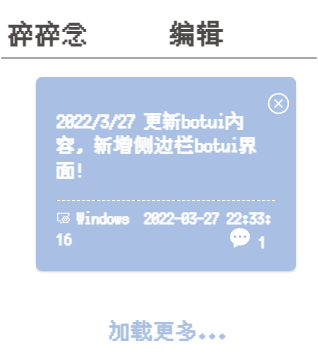 碎碎念 编辑
2022/3/27 更新botui内
容，新增侧边栏botui界
面！
Windows 2022-03-27 22:33:
16 1
加载更多...